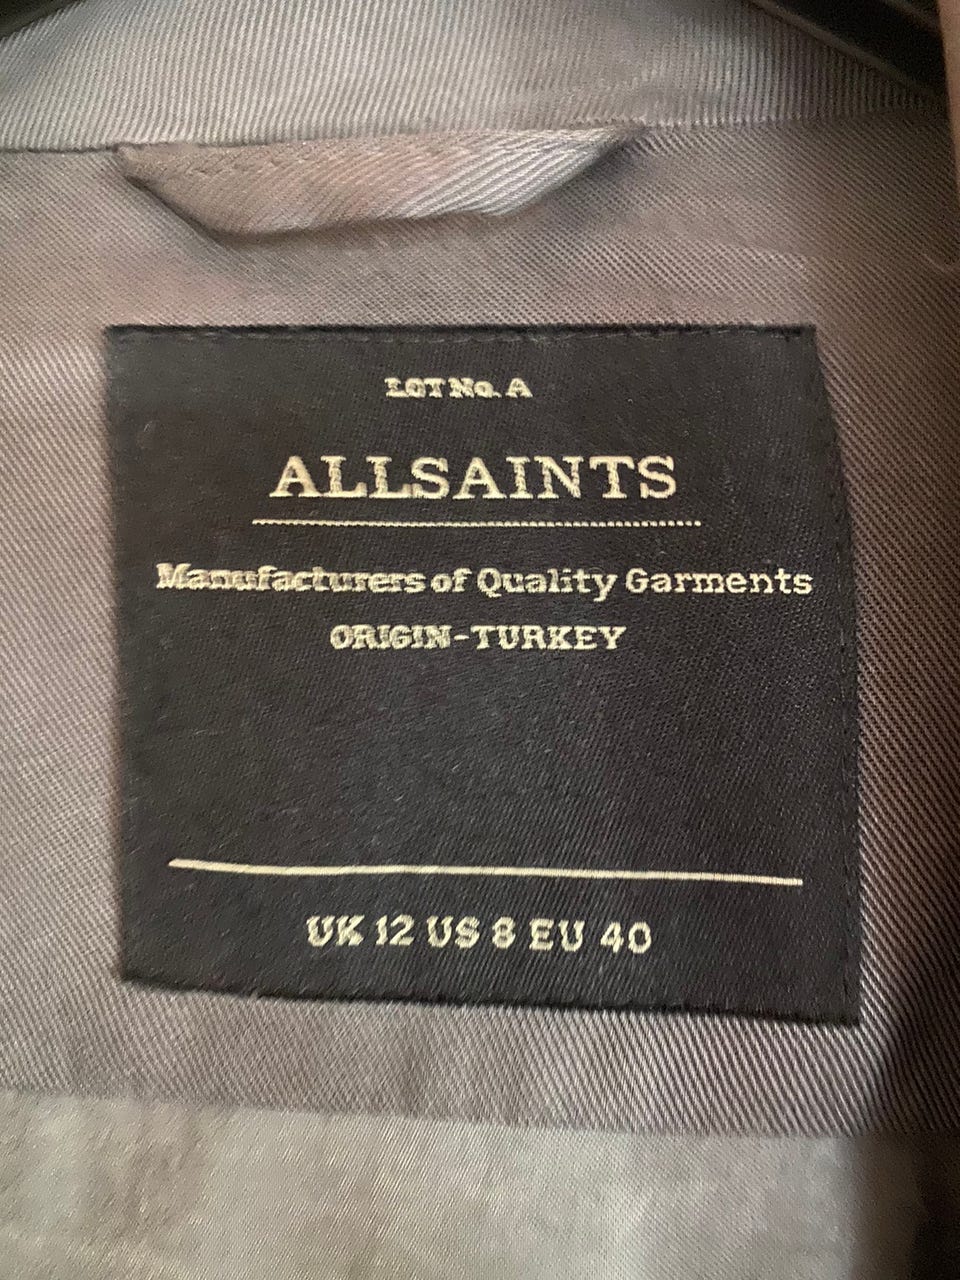 LOT No. A
ALLSAINTS
Manufacturers of Quality Garments
ORIGIN-TURKEY
UK 12 US 8 EU 40